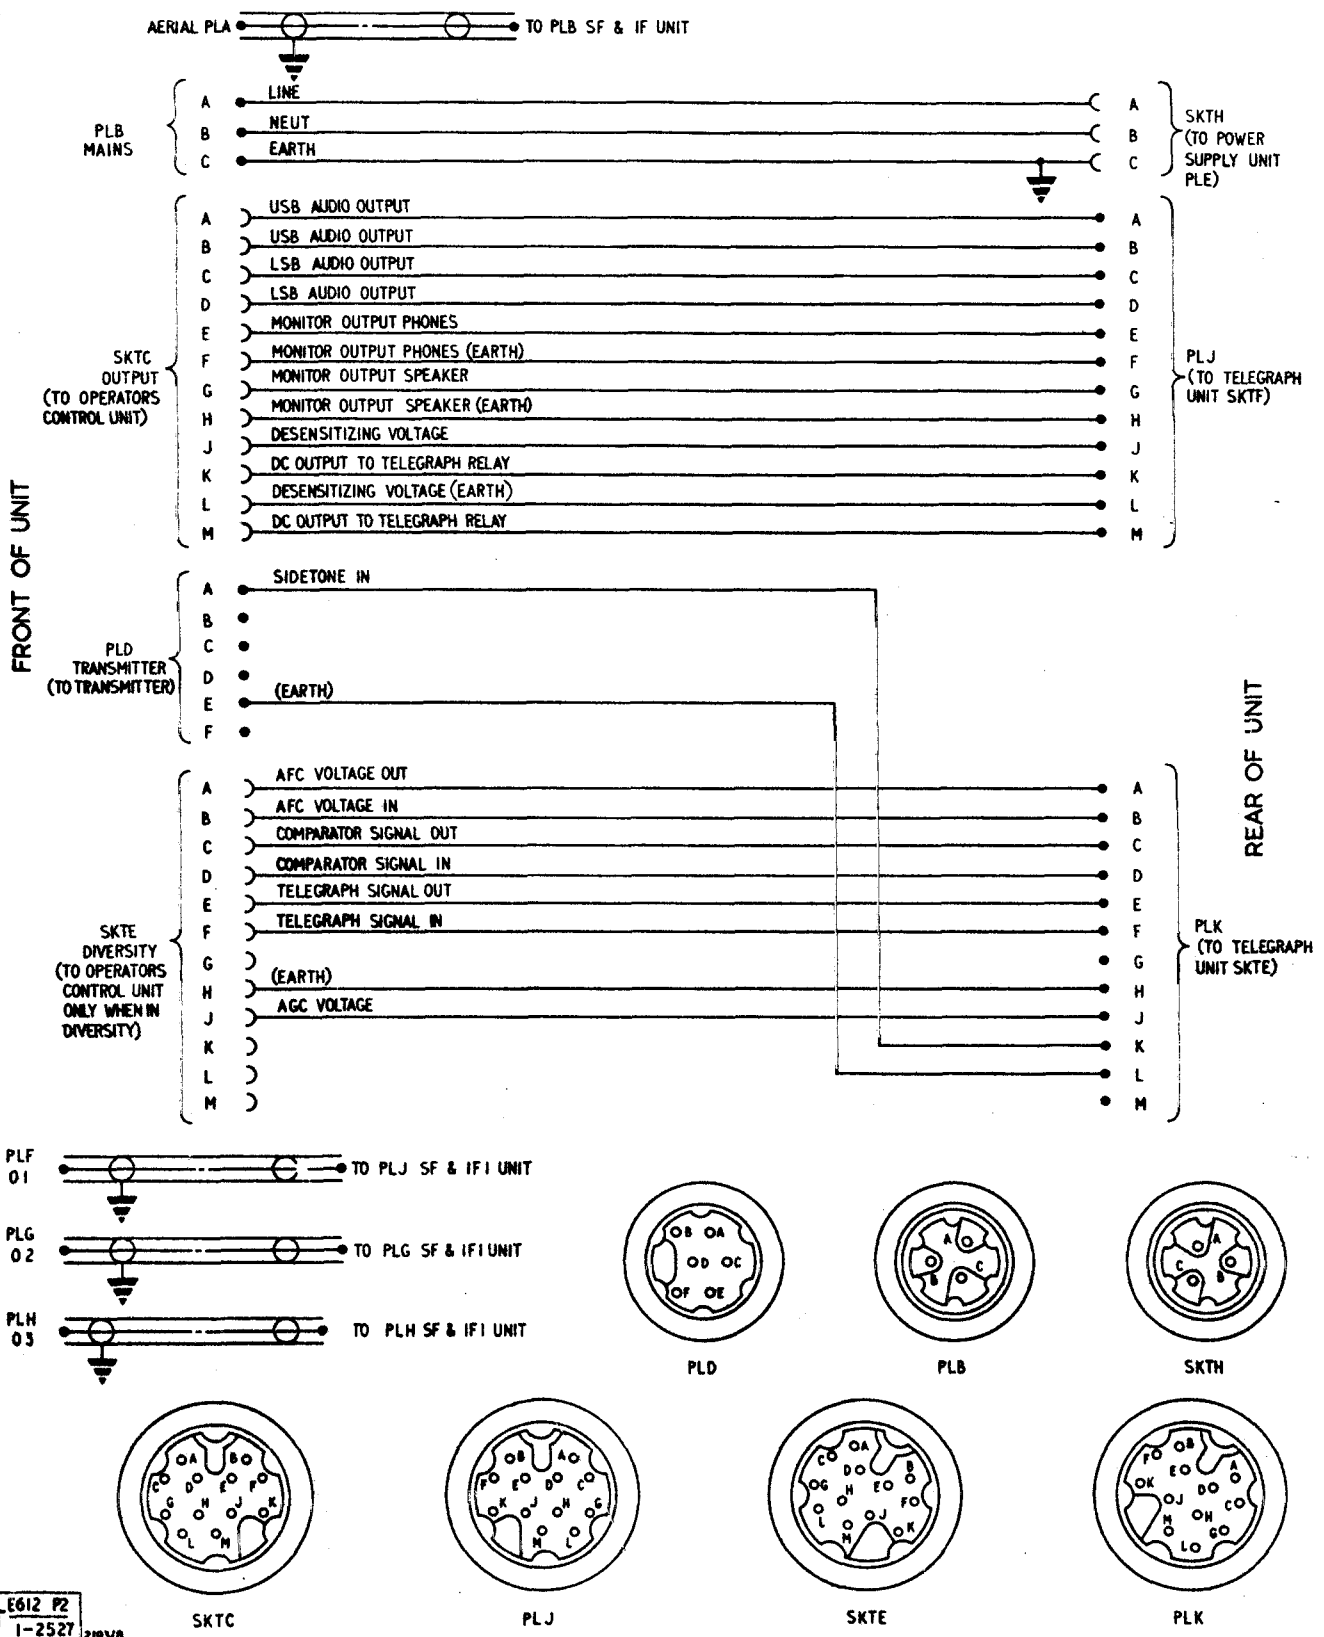 AERIAL PLA TO PLB SF & IF UNIT
PLB
MAINS
A LINE A
B NEUT B
C EARTH C
SKTH
(TO POWER
SUPPLY UNIT
PLE)
SKTC
OUTPUT
(TO OPERATORS
CONTROL UNIT)
A USB AUDIO OUTPUT A
B USB AUDIO OUTPUT B
C LSB AUDIO OUTPUT C
D LSB AUDIO OUTPUT D
E MONITOR OUTPUT PHONES E
F MONITOR OUTPUT PHONES (EARTH) F
G MONITOR OUTPUT SPEAKER G
H MONITOR OUTPUT SPEAKER (EARTH) H
J DESENSITIZING VOLTAGE J
K DC OUTPUT TO TELEGRAPH RELAY K
L DESENSITIZING VOLTAGE (EARTH) L
M DC OUTPUT TO TELEGRAPH RELAY M
PLJ
(TO TELEGRAPH
UNIT SKTF)
FRONT OF UNIT
PLD
TRANSMITTER
(TO TRANSMITTER)
A SIDETONE IN
B
C
D
E (EARTH)
F
REAR OF UNIT
SKTE
DIVERSITY
(TO OPERATORS
CONTROL UNIT
ONLY WHEN IN
DIVERSITY)
A AFC VOLTAGE OUT A
B AFC VOLTAGE IN B
C COMPARATOR SIGNAL OUT C
D COMPARATOR SIGNAL IN D
E TELEGRAPH SIGNAL OUT E
F TELEGRAPH SIGNAL IN F
G G
H (EARTH) H
J AGC VOLTAGE J
K K
L L
M M
PLK
(TO TELEGRAPH
UNIT SKTE)
PLF
01
TO PLJ SF & IF1 UNIT
PLG
02
TO PLG SF & IF1 UNIT
PLH
03
TO PLH SF & IF1 UNIT
B A
D C
F E
PLD
A
B C
PLB
A
C B
SKTH
A B
C D E F
G H J K
L M
SKTC
B A
F E D C
K J H G
M L
PLJ
A
C D E B
G H F
L M J K
SKTE
B
F E A
K D
J C
M H G
L
PLK
E612 P2
1-2527